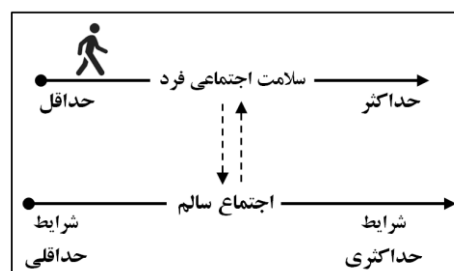 سلامت اجتماعی فرد
حداکثر
حداقل
اجتماع سالم
شرایط
حداکثری
شرایط
حداقلی